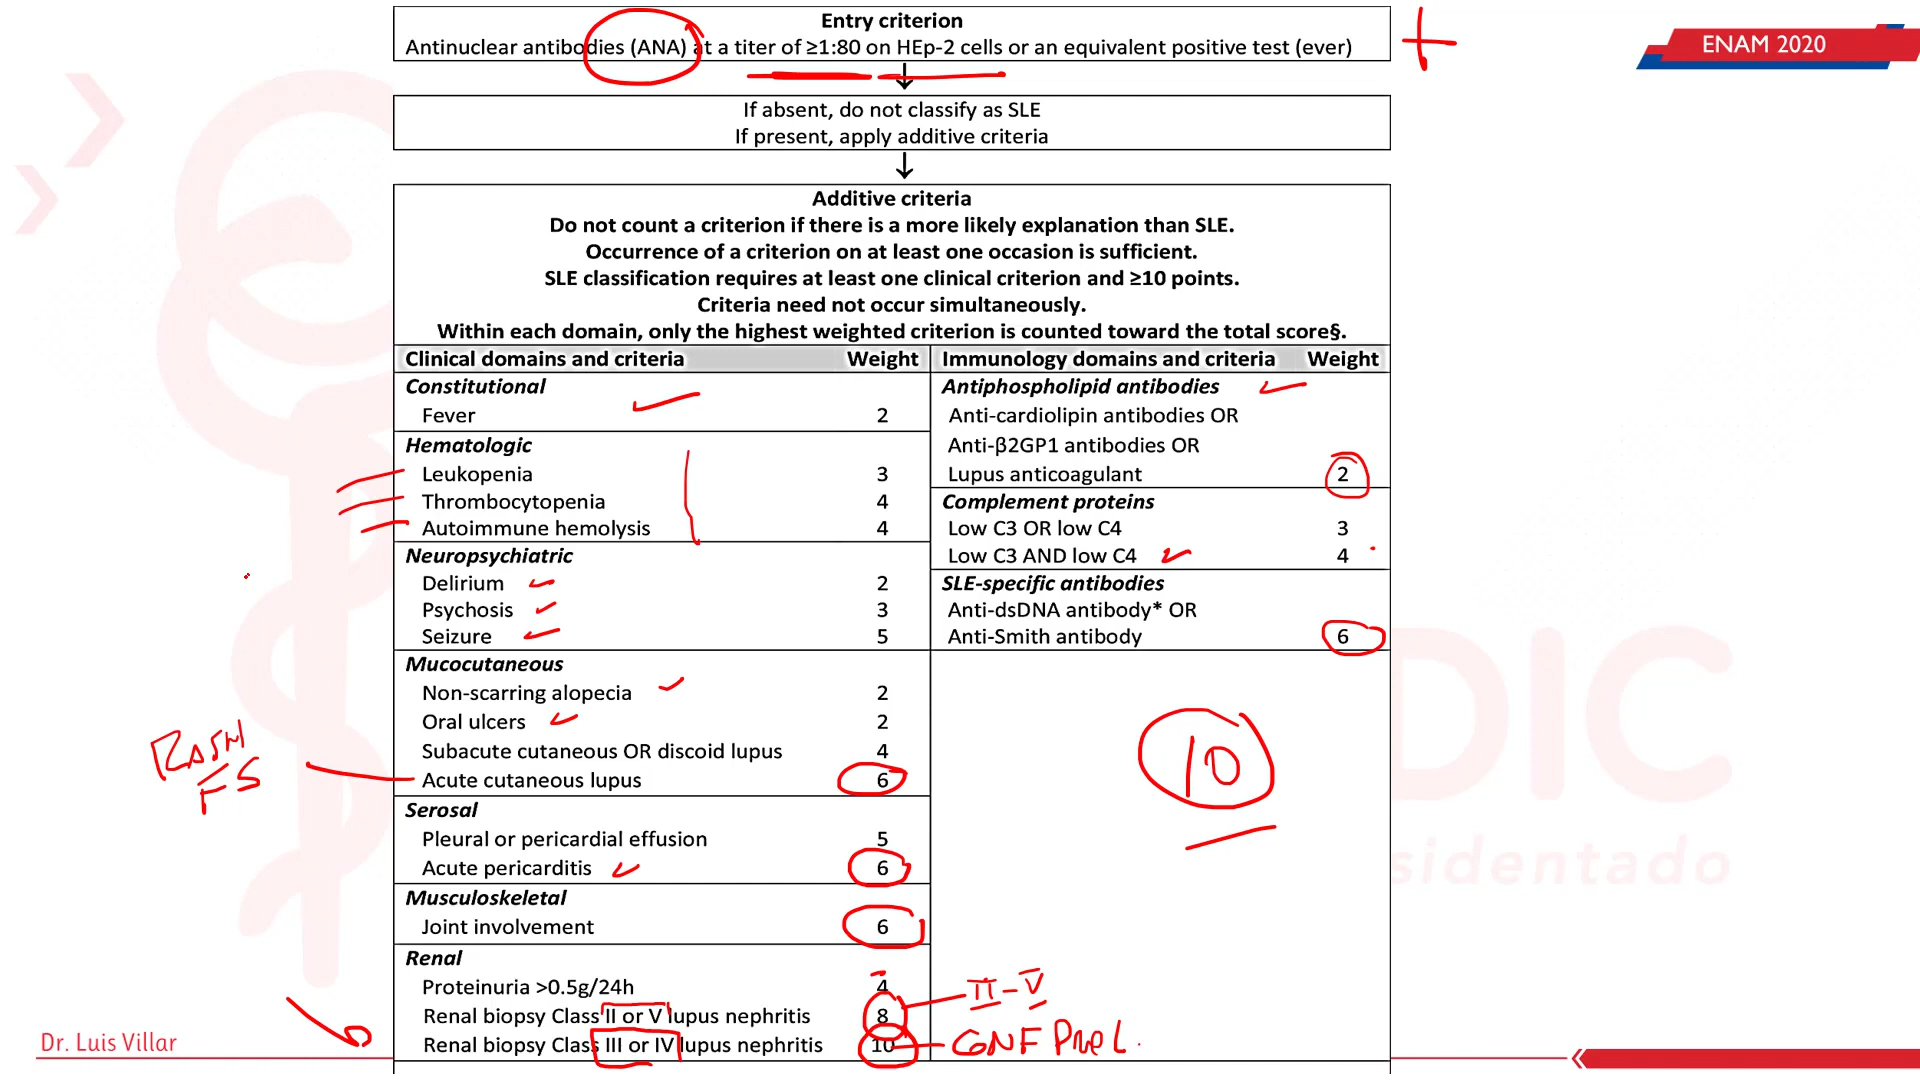 Entry criterion
Antinuclear antibodies (ANA) at a titer of ≥1:80 on HEp-2 cells or an equivalent positive test (ever)
ENAM 2020
If absent, do not classify as SLE
If present, apply additive criteria
Additive criteria
Do not count a criterion if there is a more likely explanation than SLE.
Occurrence of a criterion on at least one occasion is sufficient.
SLE classification requires at least one clinical criterion and ≥10 points.
Criteria need not occur simultaneously.
Within each domain, only the highest weighted criterion is counted toward the total score§.
Clinical domains and criteria Weight
Constitutional
Fever 2
Hematologic
Leukopenia 3
Thrombocytopenia 4
Autoimmune hemolysis 4
Neuropsychiatric
Delirium 2
Psychosis 3
Seizure 5
Mucocutaneous
Non-scarring alopecia 2
Oral ulcers 2
Subacute cutaneous OR discoid lupus 4
Acute cutaneous lupus 6
Serosal
Pleural or pericardial effusion 5
Acute pericarditis 6
Musculoskeletal
Joint involvement 6
Renal
Proteinuria >0.5g/24h 4
Renal biopsy Class II or V lupus nephritis 8
Renal biopsy Class III or IV lupus nephritis 10
Immunology domains and criteria Weight
Antiphospholipid antibodies
Anti-cardiolipin antibodies OR
Anti-β2GP1 antibodies OR
Lupus anticoagulant 2
Complement proteins
Low C3 OR low C4 3
Low C3 AND low C4 4
SLE-specific antibodies
Anti-dsDNA antibody* OR
Anti-Smith antibody 6
10
RASH
FS
II - V
GNF Prol.
DIC
sidentado
Dr. Luis Villar